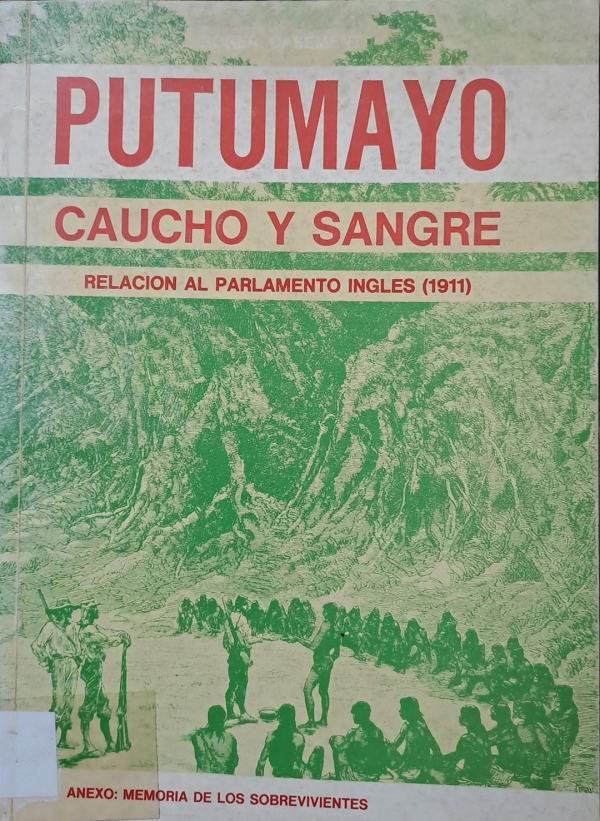 PUTUMAYO
CAUCHO Y SANGRE
RELACION AL PARLAMENTO INGLES (1911)
ANEXO: MEMORIA DE LOS SOBREVIVIENTES